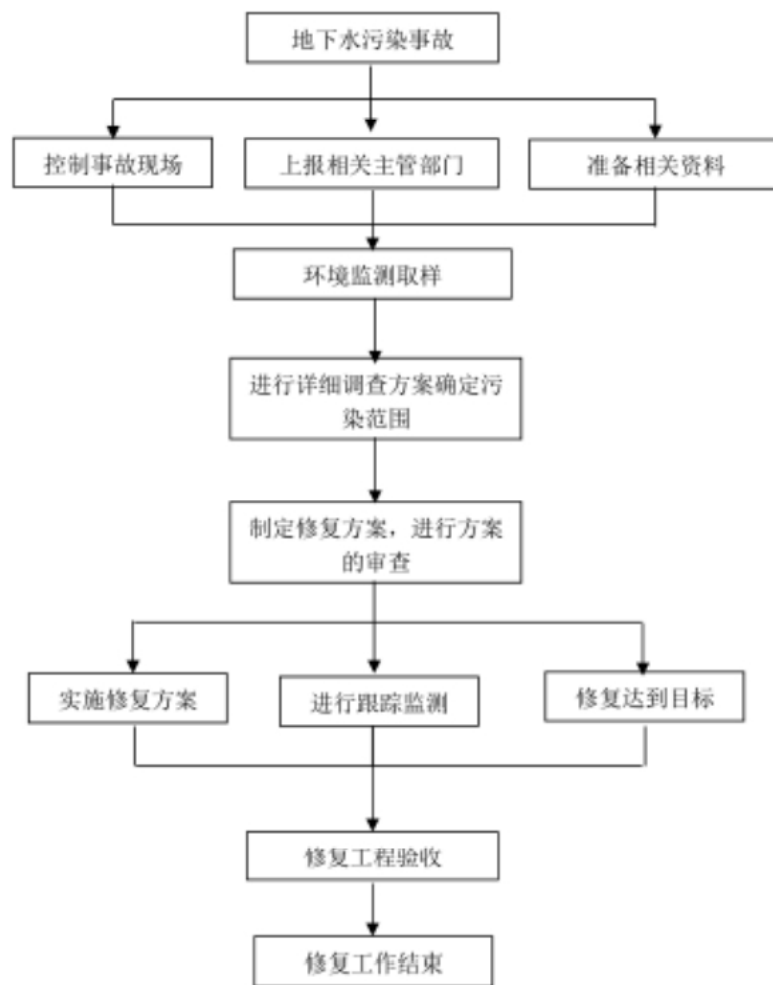 地下水污染事故
控制事故现场
上报相关主管部门
准备相关资料
环境监测取样
进行详细调查方案确定污
染范围
制定修复方案，进行方案
的审查
实施修复方案
进行跟踪监测
修复达到目标
修复工程验收
修复工作结束